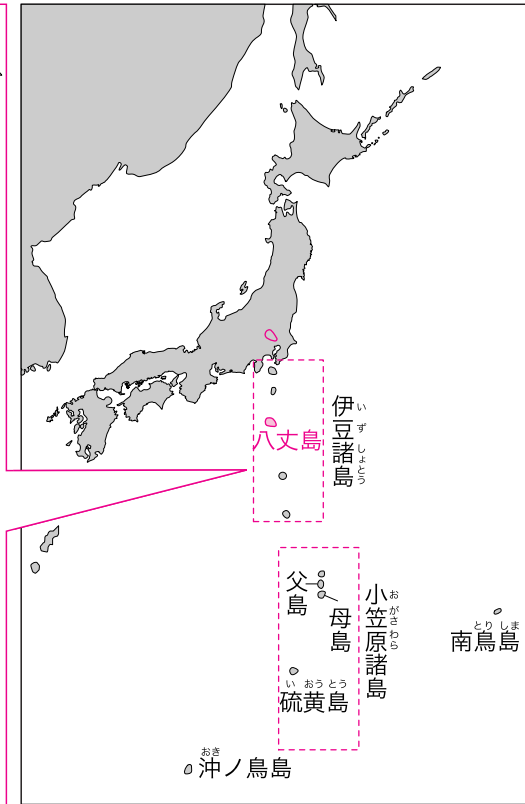 伊豆諸島
いずしょとう
八丈島
小笠原諸島
おがさわら
父島
母島
硫黄島
いおうとう
南鳥島
とりしま
沖ノ鳥島
おき